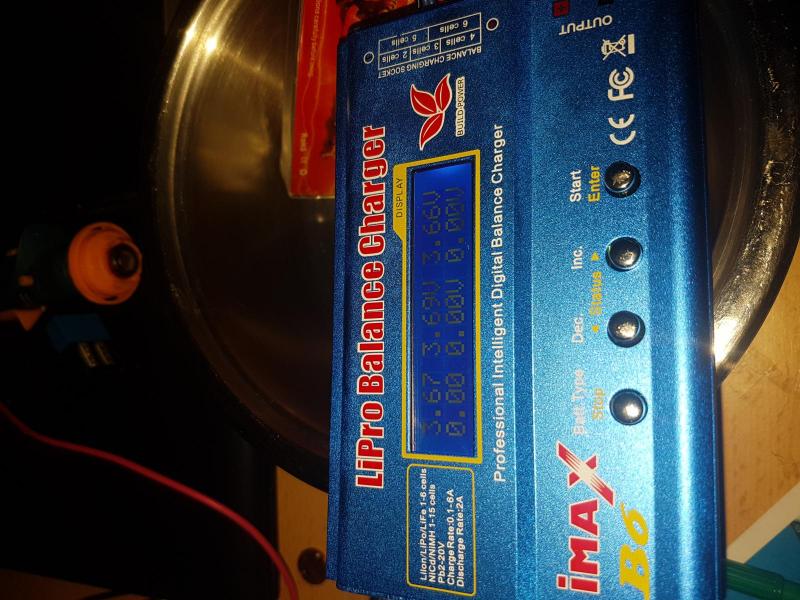 BALANCE CHARGING SOCKET
2 cells
3 cells
4 cells
5 cells
6 cells
LiPro Balance Charger
BUILD POWER
LiIon/LiPo/LiFe 1-6 cells
NiCd/NiMH 1-15 cells
Pb2-20V
Charge Rate:0.1-6A
Discharge Rate:2A
DISPLAY
3.67 3.69V 3.66V
0.00 0.00V 0.00V
Professional Intelligent Digital Balance Charger
OUTPUT
CE FC
iMAX
B6
Batt Type
Stop
Dec.
Inc.
◄ Status ►
Start
Enter